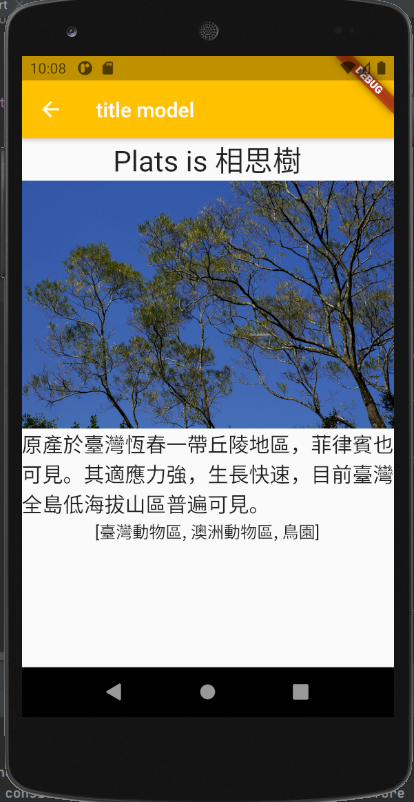 10:08
DEBUG
title model
Plats is 相思樹
原產於臺灣恆春一帶丘陵地區，菲律賓也
可見。其適應力強，生長快速，目前臺灣
全島低海拔山區普遍可見。
[臺灣動物區, 澳洲動物區, 鳥園]